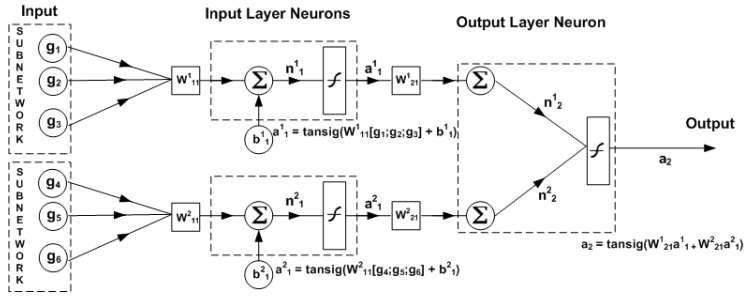 Input
Input Layer Neurons
Output Layer Neuron
SUBNETWORK
g₁
g₂
g₃
W¹₁₁
Σ
n¹₁
∫
a¹₁
W¹₂₁
b¹₁
a¹₁ = tansig(W¹₁₁[g₁;g₂;g₃] + b¹₁)
Σ
n¹₂
∫
Output
a₂
SUBNETWORK
g₄
g₅
g₆
W²₁₁
Σ
n²₁
∫
a²₁
W²₂₁
Σ
n²₂
b²₁
a²₁ = tansig(W²₁₁[g₄;g₅;g₆] + b²₁)
a₂ = tansig(W¹₂₁a¹₁ + W²₂₁a²₁)